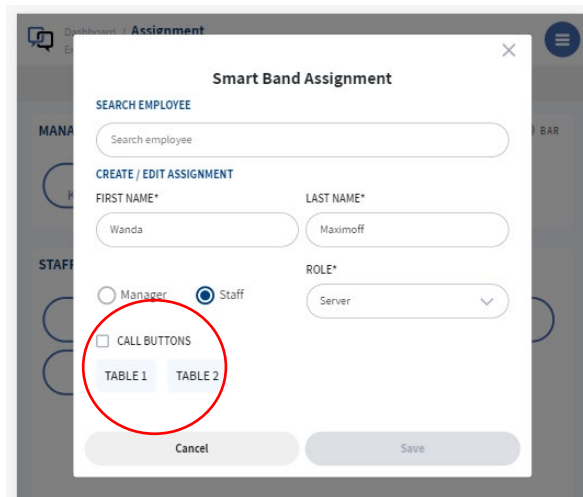 Dashboard / Assignment
Smart Band Assignment
SEARCH EMPLOYEE
MANA
BAR
Search employee
CREATE / EDIT ASSIGNMENT
FIRST NAME* LAST NAME*
Wanda Maximoff
STAFF
ROLE*
Manager Staff
Server
CALL BUTTONS
TABLE 1 TABLE 2
Cancel Save